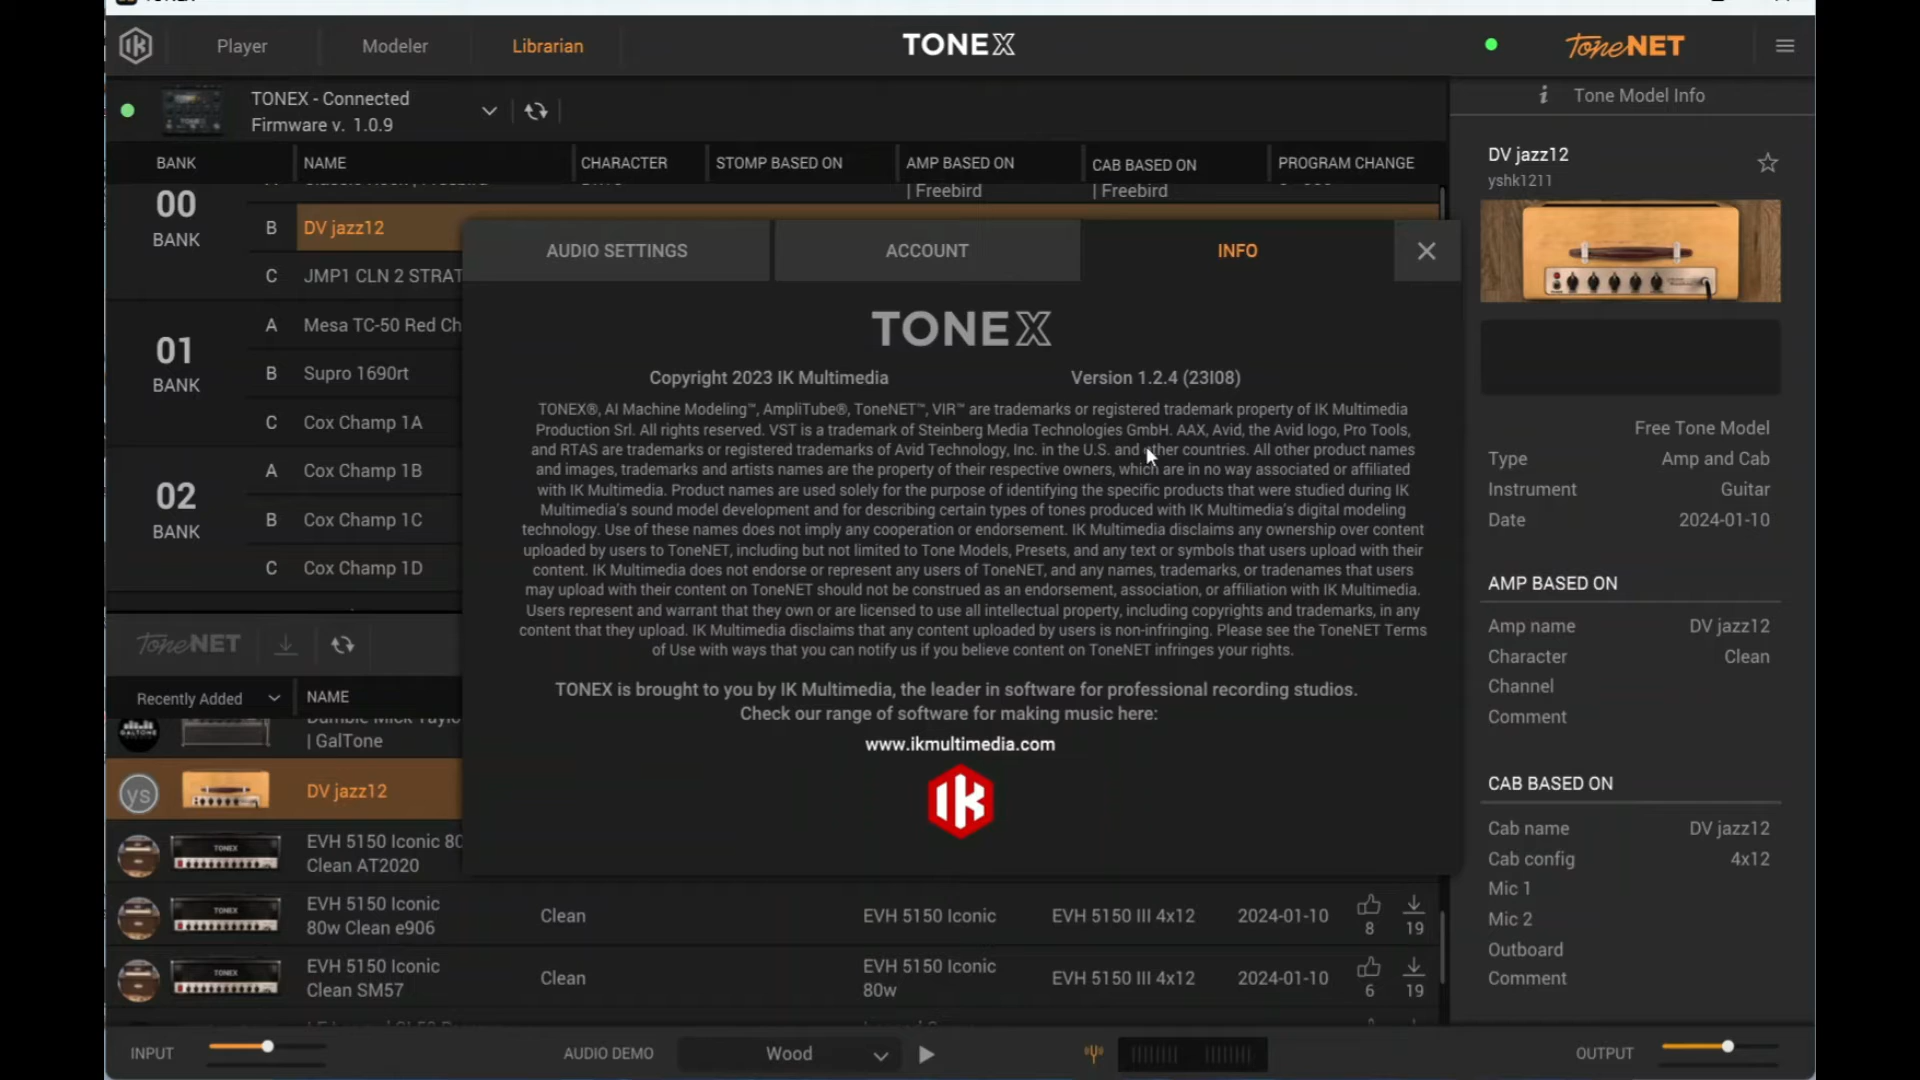 Player
Modeler
Librarian
TONEX
ToneNET
TONEX - Connected
Firmware v. 1.0.9
i Tone Model Info
BANK
NAME
CHARACTER
STOMP BASED ON
AMP BASED ON
CAB BASED ON
PROGRAM CHANGE
| Freebird
| Freebird
00
BANK
B DV jazz12
C JMP1 CLN 2 STRAT
01
BANK
A Mesa TC-50 Red Ch
B Supro 1690rt
C Cox Champ 1A
02
BANK
A Cox Champ 1B
B Cox Champ 1C
C Cox Champ 1D
AUDIO SETTINGS
ACCOUNT
INFO
TONEX
Copyright 2023 IK Multimedia
Version 1.2.4 (23I08)
TONEX®, AI Machine Modeling™, AmpliTube®, ToneNET™, VIR™ are trademarks or registered trademark property of IK Multimedia
Production Srl. All rights reserved. VST is a trademark of Steinberg Media Technologies GmbH. AAX, Avid, the Avid logo, Pro Tools,
and RTAS are trademarks or registered trademarks of Avid Technology, Inc. in the U.S. and other countries. All other product names
and images, trademarks and artists names are the property of their respective owners, which are in no way associated or affiliated
with IK Multimedia. Product names are used solely for the purpose of identifying the specific products that were studied during IK
Multimedia's sound model development and for describing certain types of tones produced with IK Multimedia's digital modeling
technology. Use of these names does not imply any cooperation or endorsement. IK Multimedia disclaims any ownership over content
uploaded by users to ToneNET, including but not limited to Tone Models, Presets, and any text or symbols that users upload with their
content. IK Multimedia does not endorse or represent any users of ToneNET, and any names, trademarks, or tradenames that users
may upload with their content on ToneNET should not be construed as an endorsement, association, or affiliation with IK Multimedia.
Users represent and warrant that they own or are licensed to use all intellectual property, including copyrights and trademarks, in any
content that they upload. IK Multimedia disclaims that any content uploaded by users is non-infringing. Please see the ToneNET Terms
of Use with ways that you can notify us if you believe content on ToneNET infringes your rights.
TONEX is brought to you by IK Multimedia, the leader in software for professional recording studios.
Check our range of software for making music here:
www.ikmultimedia.com
IK
DV jazz12
yshk1211
Free Tone Model
Type Amp and Cab
Instrument Guitar
Date 2024-01-10
AMP BASED ON
Amp name DV jazz12
Character Clean
Channel
Comment
CAB BASED ON
Cab name DV jazz12
Cab config 4x12
Mic 1
Mic 2
Outboard
Comment
ToneNET
Recently Added
NAME
| GalTone
ys
DV jazz12
EVH 5150 Iconic 80
Clean AT2020
EVH 5150 Iconic
80w Clean e906
Clean
EVH 5150 Iconic
EVH 5150 III 4x12
2024-01-10
8
19
EVH 5150 Iconic
Clean SM57
Clean
EVH 5150 Iconic
80w
EVH 5150 III 4x12
2024-01-10
6
19
INPUT
AUDIO DEMO
Wood
OUTPUT